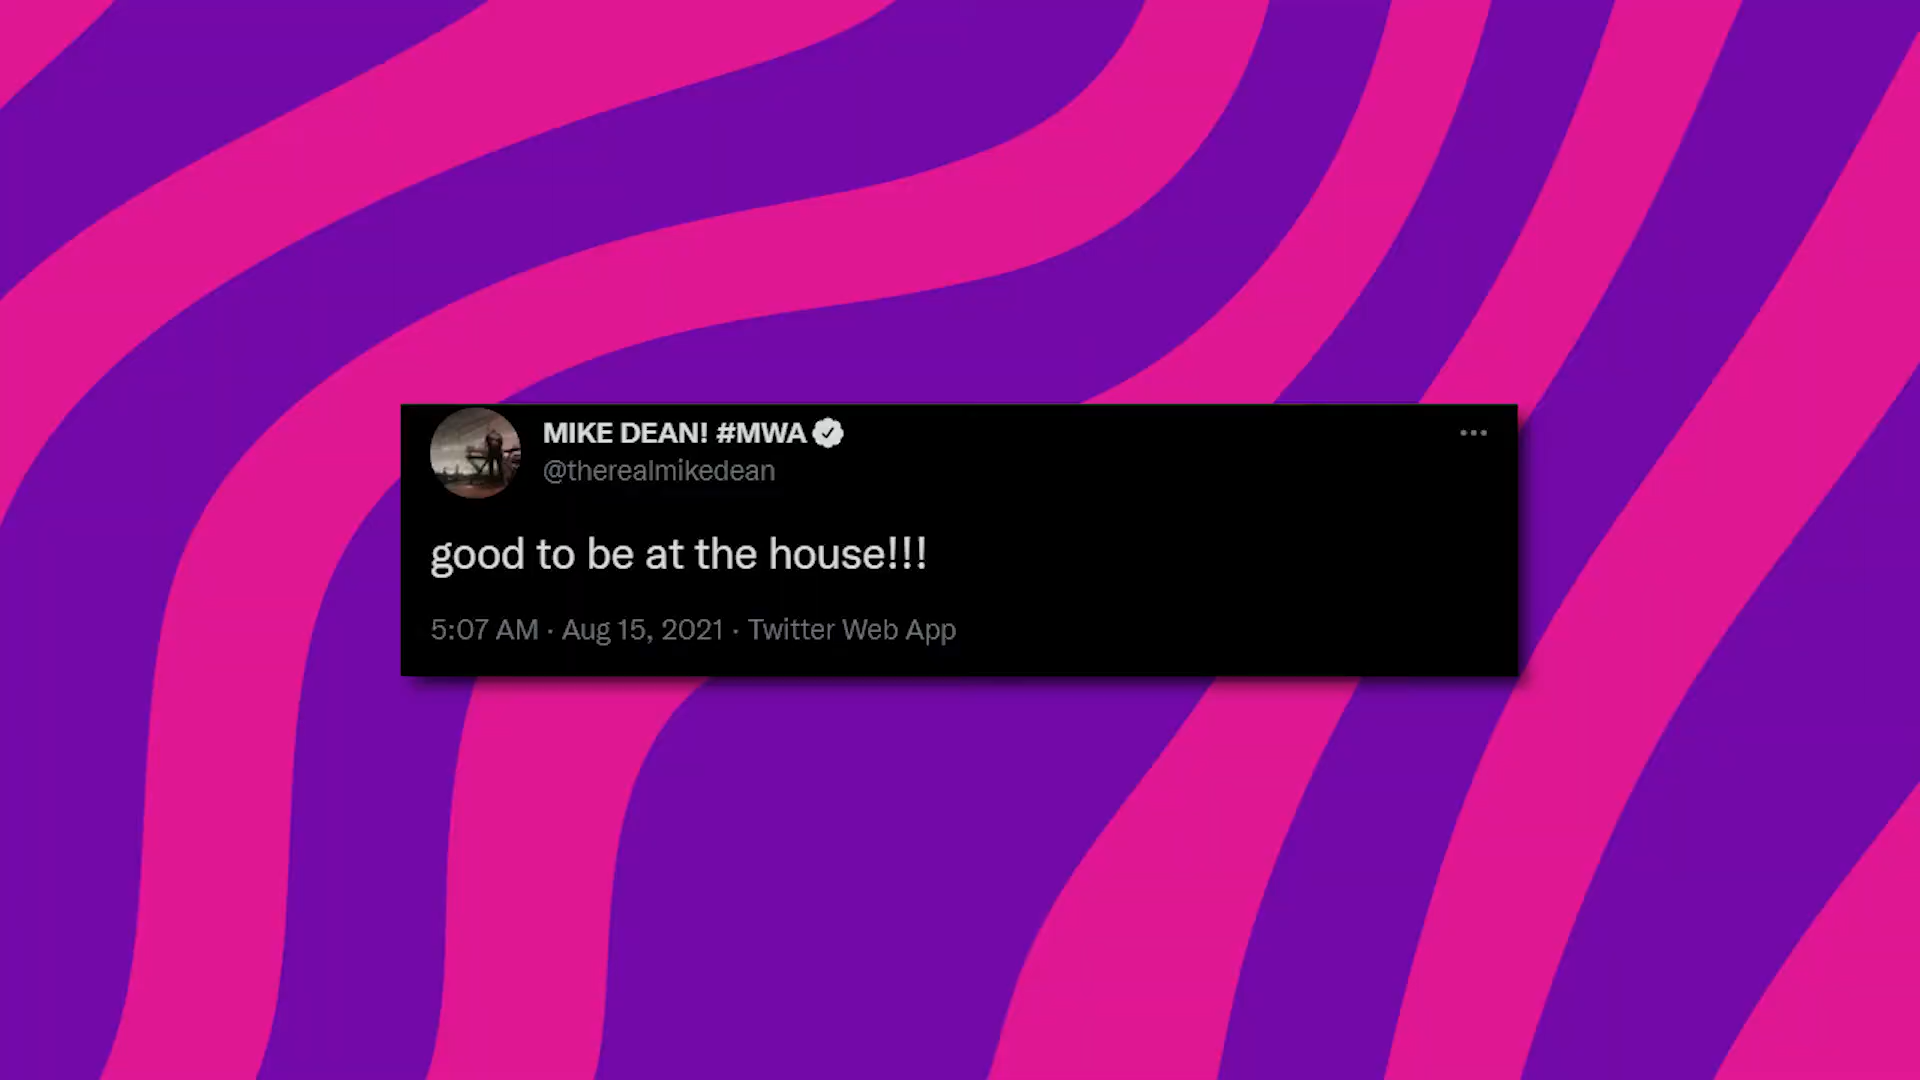 MIKE DEAN! #MWA
@therealmikedean
good to be at the house!!!
5:07 AM · Aug 15, 2021 · Twitter Web App